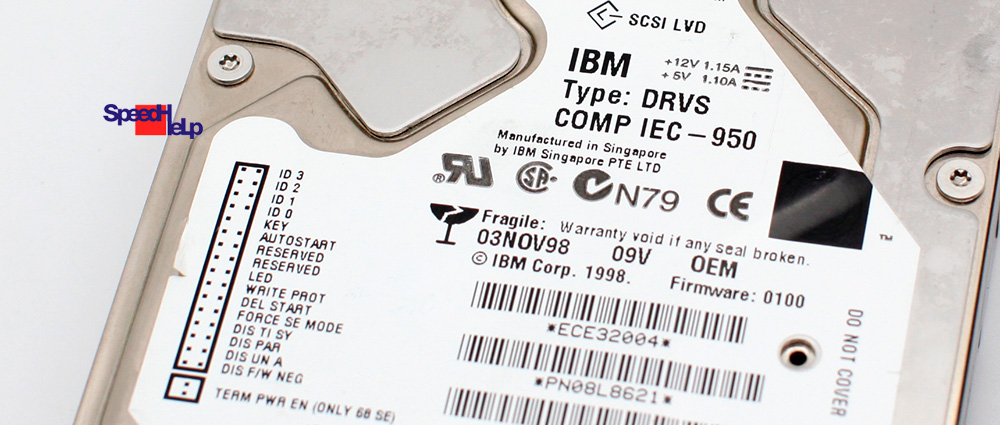 SCSI LVD
IBM
+12V 1.15A
+5V 1.10A
Type: DRVS
COMP IEC-950
Manufactured in Singapore
by IBM Singapore PTE LTD
SpeedHeLp
® RU SA N79 CE
TM
Fragile: Warranty void if any seal broken.
03NOV98 09V OEM
© IBM Corp. 1998. Firmware: 0100
*ECE32004*
*PN08L8621*
DO NOT COVER
ID 3
ID 2
ID 1
ID 0
KEY
AUTOSTART
RESERVED
RESERVED
LED
WRITE PROT
DEL START
FORCE SE MODE
DIS TI SY
DIS PAR
DIS UN A
DIS F/W NEG
TERM PWR EN (ONLY 68 SE)